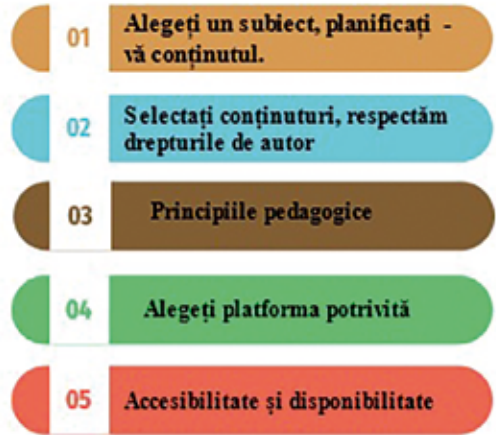 01
Alegeți un subiect, planificați -
vă conținutul.
02
Selectați conținuturi, respectăm
drepturile de autor
03
Principiile pedagogice
04
Alegeți platforma potrivită
05
Accesibilitate și disponibilitate